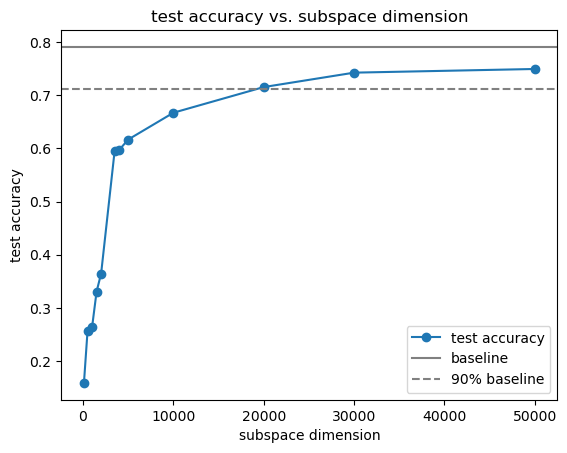 test accuracy vs. subspace dimension
0.8
0.7
0.6
0.5
0.4
0.3
0.2
test accuracy
test accuracy
baseline
90% baseline
0 10000 20000 30000 40000 50000
subspace dimension